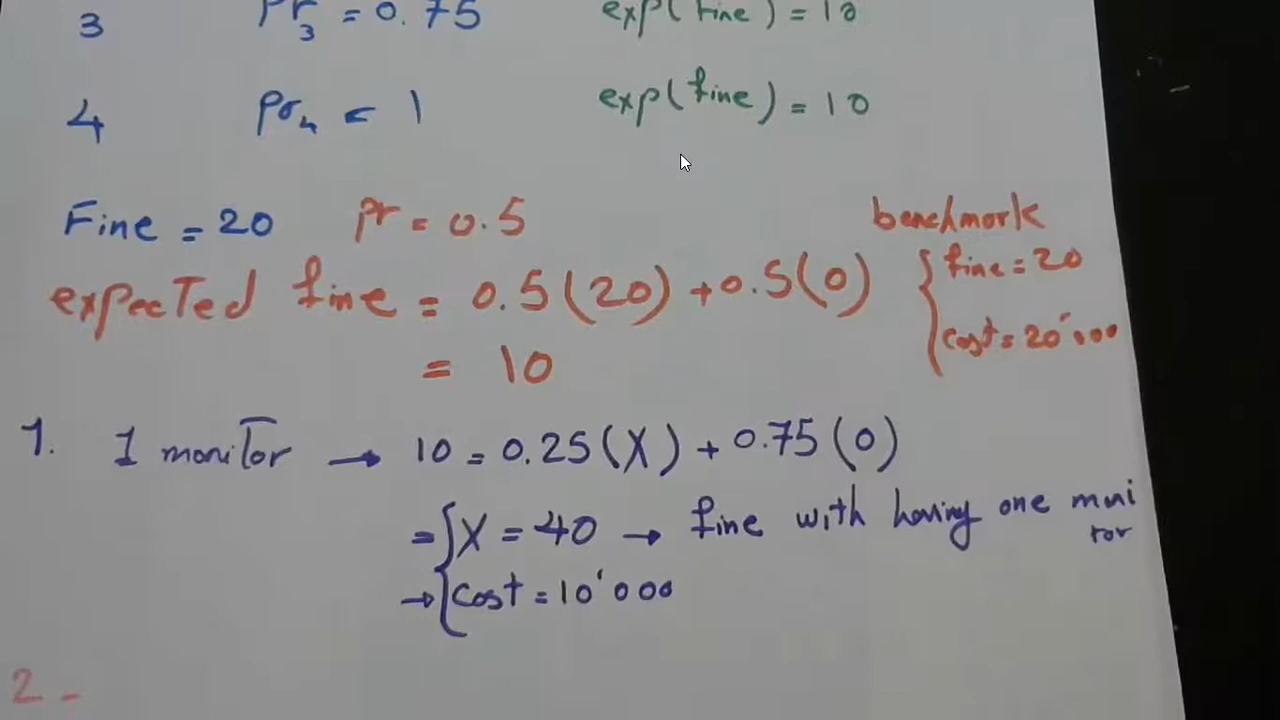 3 Pr3 = 0.75 exp(fine) = 10
4 Pr4 = 1 exp(fine) = 10
Fine = 20 Pr = 0.5 benchmark
expected fine = 0.5(20) + 0.5(0) { fine = 20
= 10 cost = 20'000
1. 1 monitor → 10 = 0.25(X) + 0.75(0)
= { X = 40 → fine with having one moni
tor
→ { cost = 10'000
2 -